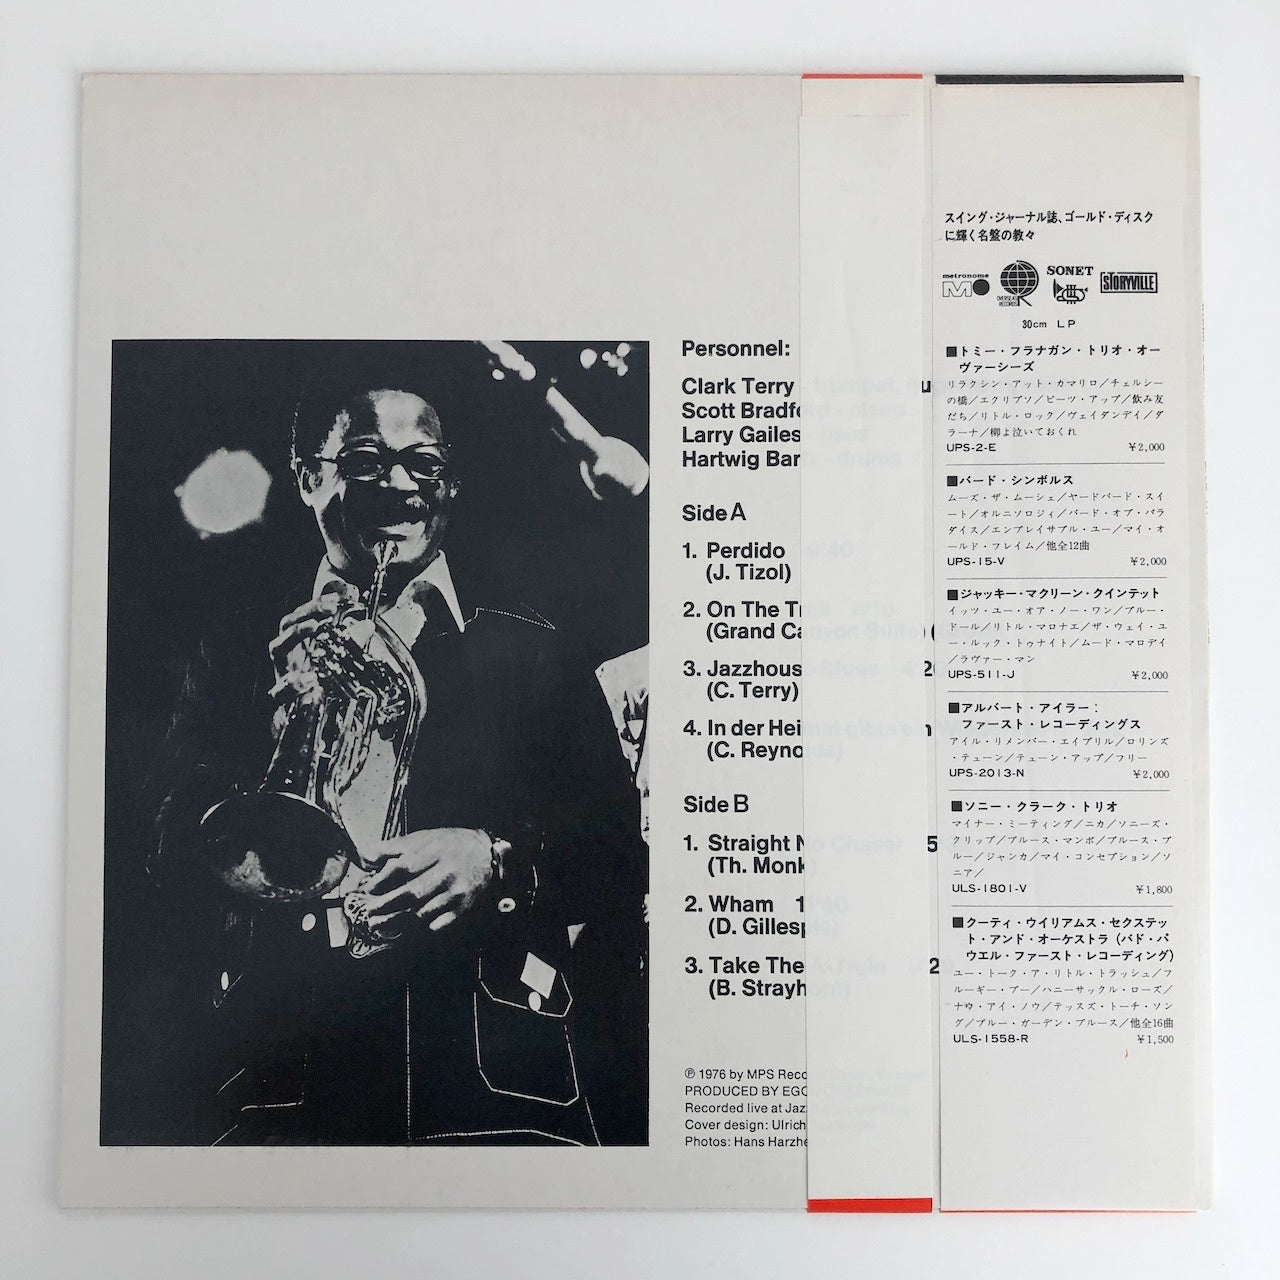 Personnel:
Clark Terry - trumpet, flu
Scott Bradford - piano
Larry Gailes bass
Hartwig Bar - drums
Side A
1. Perdido 9'40
(J. Tizol)
2. On The Trail
(Grand Canyon Suite)
3. Jazzhouse Blues 4'20
(C. Terry)
4. In der Heimat gibts ein
(C. Reynolds)
Side B
1. Straight No Chaser 5'
(Th. Monk)
2. Wham 11'40
(D. Gillespie)
3. Take The A-Train
(B. Strayhorn)
℗ 1976 by MPS Reco
PRODUCED BY EGO
Recorded live at Jaz
Cover design: Ulrich
Photos: Hans Harzhe
スイング・ジャーナル誌、ゴールド・ディスク
に輝く名盤の数々
metronome
OVERSEAS RECORDS
SONET
STORYVILLE
30cm LP
■トミー・フラナガン・トリオ・オー
ヴァーシーズ
リラクシン・アット・カマリロ／チェルシー
の橋／エクリプソ／ビーツ・アップ／飲み友
だち／リトル・ロック／ヴェイダンデイ／ダ
ラーナ／柳よ泣いておくれ
UPS-2-E ¥2,000
■バード・シンボルス
ムーズ・ザ・ムーシェ／ヤードバード・スイ
ート／オルニソロジィ／バード・オブ・パラ
ダイス／エンブレイサブル・ユー／マイ・オ
ールド・フレイム／他全12曲
UPS-15-V ¥2,000
■ジャッキー・マクリーン・クインテット
イッツ・ユー・オア・ノー・ワン／ブルー・
ドール／リトル・マロナエ／ザ・ウェイ・ユ
ー・ルック・トゥナイト／ムード・マロデイ
／ラヴァー・マン
UPS-511-J ¥2,000
■アルバート・アイラー：
ファースト・レコーディングス
アイル・リメンバー・エイプリル／ロリンズ
・テューン／テューン・アップ／フリー
UPS-2013-N ¥2,000
■ソニー・クラーク・トリオ
マイナー・ミーティング／ニカ／ソニーズ・
クリップ／ブルース・マンボ／ブルース・ブ
ルー／ジャンカ／マイ・コンセプション／ソ
ニア／
ULS-1801-V ¥1,800
■クーティ・ウイリアムス・セクステッ
ト・アンド・オーケストラ（バド・パ
ウエル・ファースト・レコーディング）
ユー・トーク・ア・リトル・トラッシュ／フ
ルーギー・ブー／ハニーサックル・ローズ／
ナウ・アイ・ノウ／テッスズ・トーチ・ソン
グ／ブルー・ガーデン・ブルース／他全16曲
ULS-1558-R ¥1,500